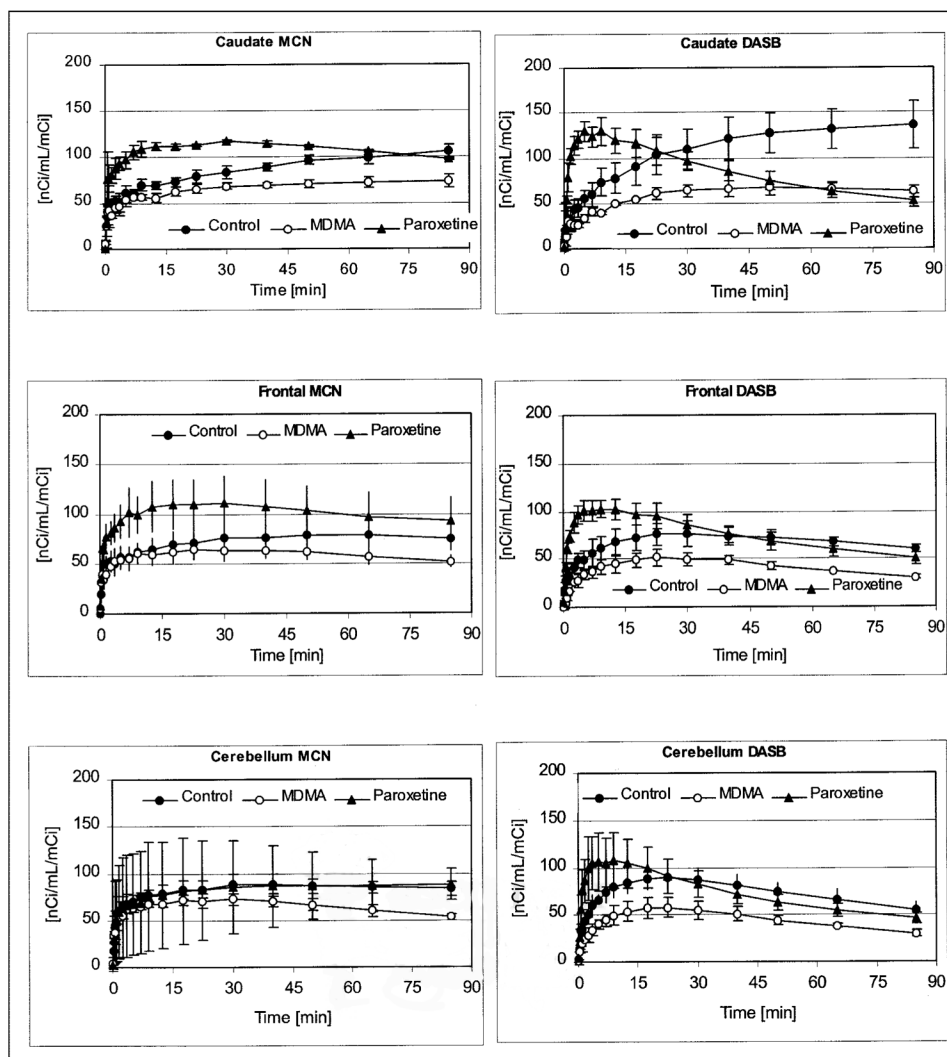 Caudate MCN
200
150
100
50
0
[nCi/mL/mCi]
Control MDMA Paroxetine
0 15 30 45 60 75 90
Time [min]
Caudate DASB
200
150
100
50
0
[nCi/mL/mCi]
Control MDMA Paroxetine
0 15 30 45 60 75 90
Time [min]
Frontal MCN
200
150
100
50
0
[nCi/mL/mCi]
Control MDMA Paroxetine
0 15 30 45 60 75 90
Time [min]
Frontal DASB
200
150
100
50
0
[nCi/mL/mCi]
Control MDMA Paroxetine
0 15 30 45 60 75 90
Time [min]
Cerebellum MCN
200
150
100
50
0
[nCi/mL/mCi]
Control MDMA Paroxetine
0 15 30 45 60 75 90
Time [min]
Cerebellum DASB
200
150
100
50
0
[nCi/mL/mCi]
Control MDMA Paroxetine
0 15 30 45 60 75 90
Time [min]